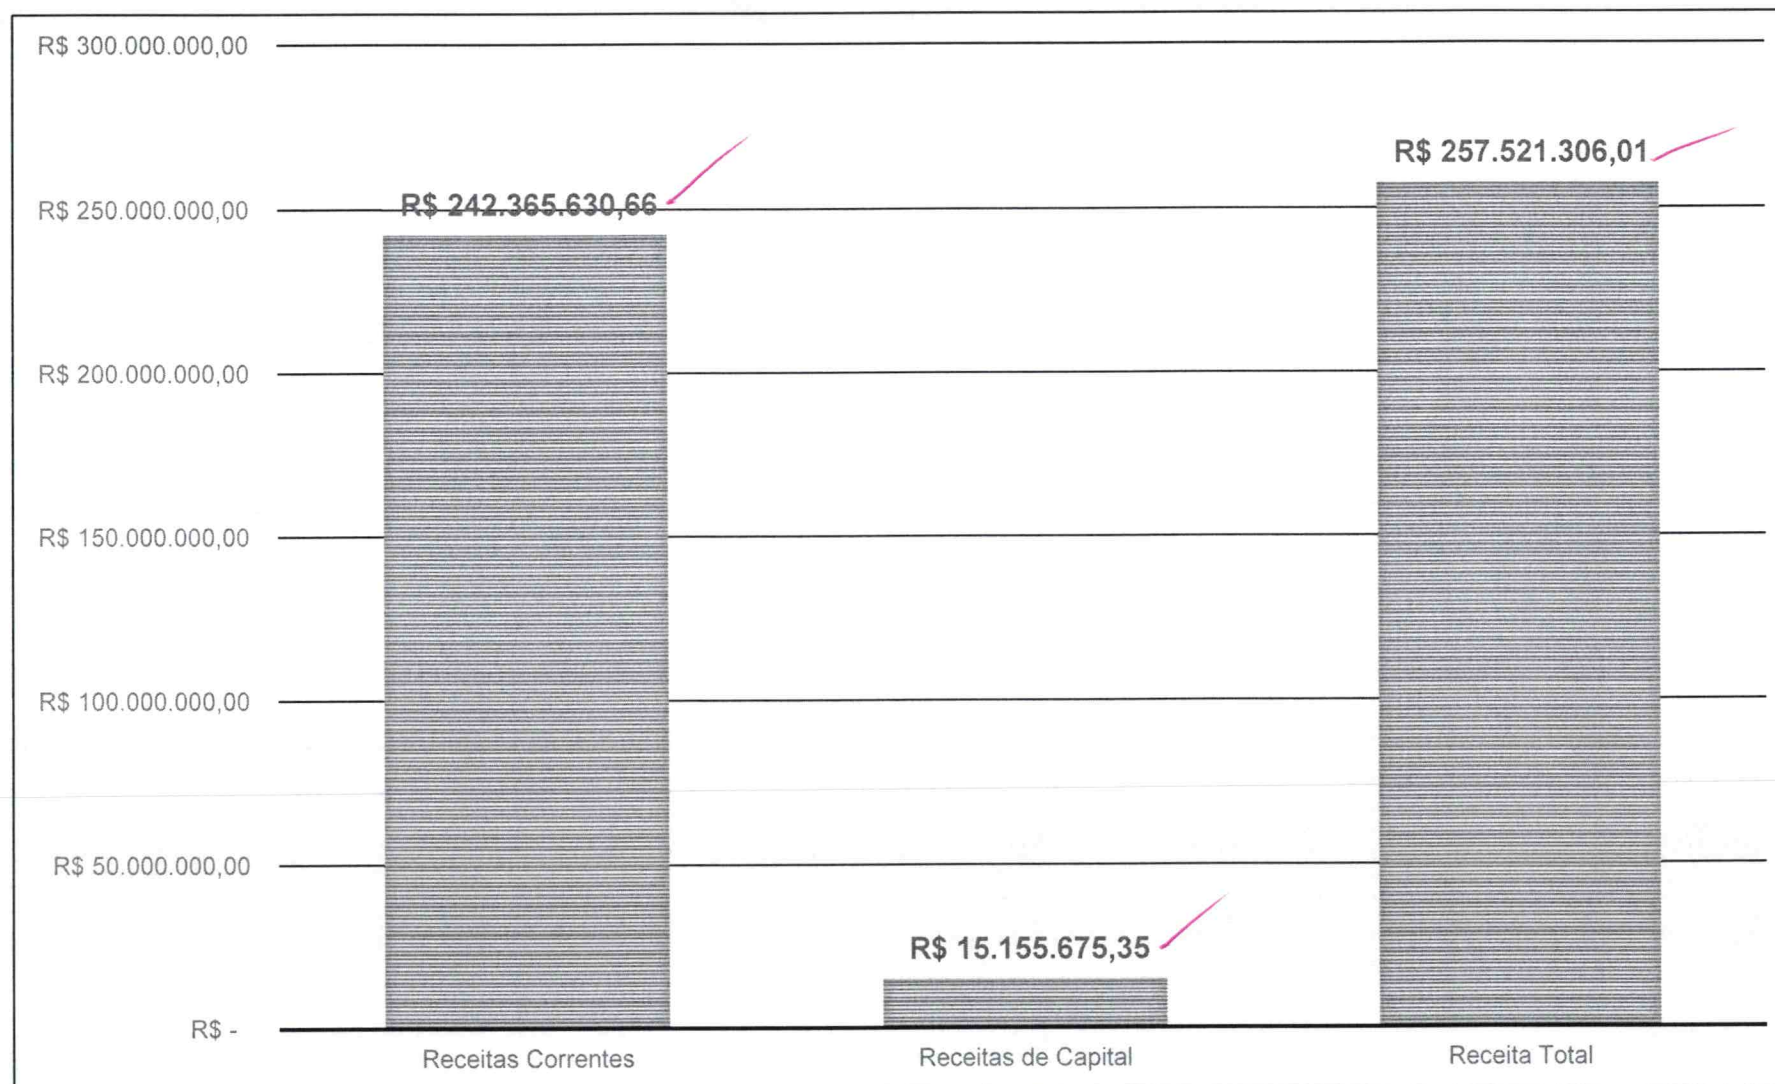 R$ 300.000.000,00
R$ 257.521.306,01
R$ 242.365.630,66
R$ 250.000.000,00
R$ 200.000.000,00
R$ 150.000.000,00
R$ 100.000.000,00
R$ 50.000.000,00
R$ 15.155.675,35
R$ -
Receitas Correntes
Receitas de Capital
Receita Total